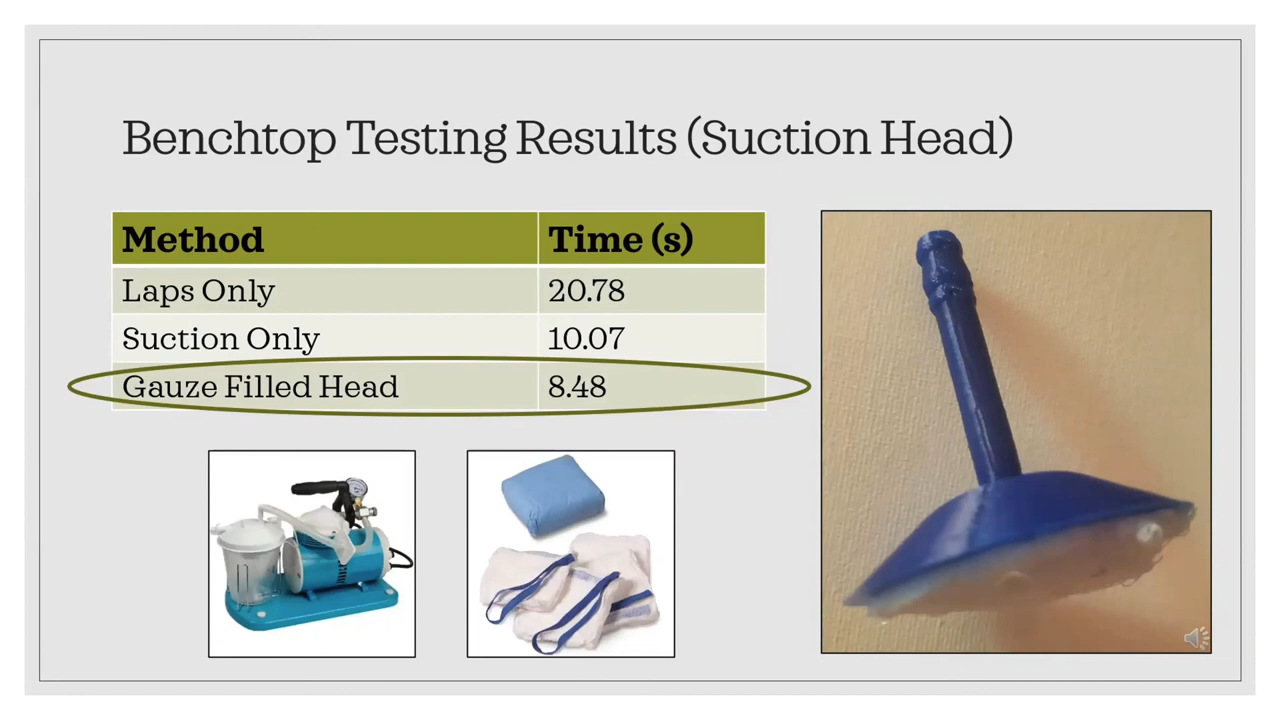 Benchtop Testing Results (Suction Head)
Method Time (s)
Laps Only 20.78
Suction Only 10.07
Gauze Filled Head 8.48